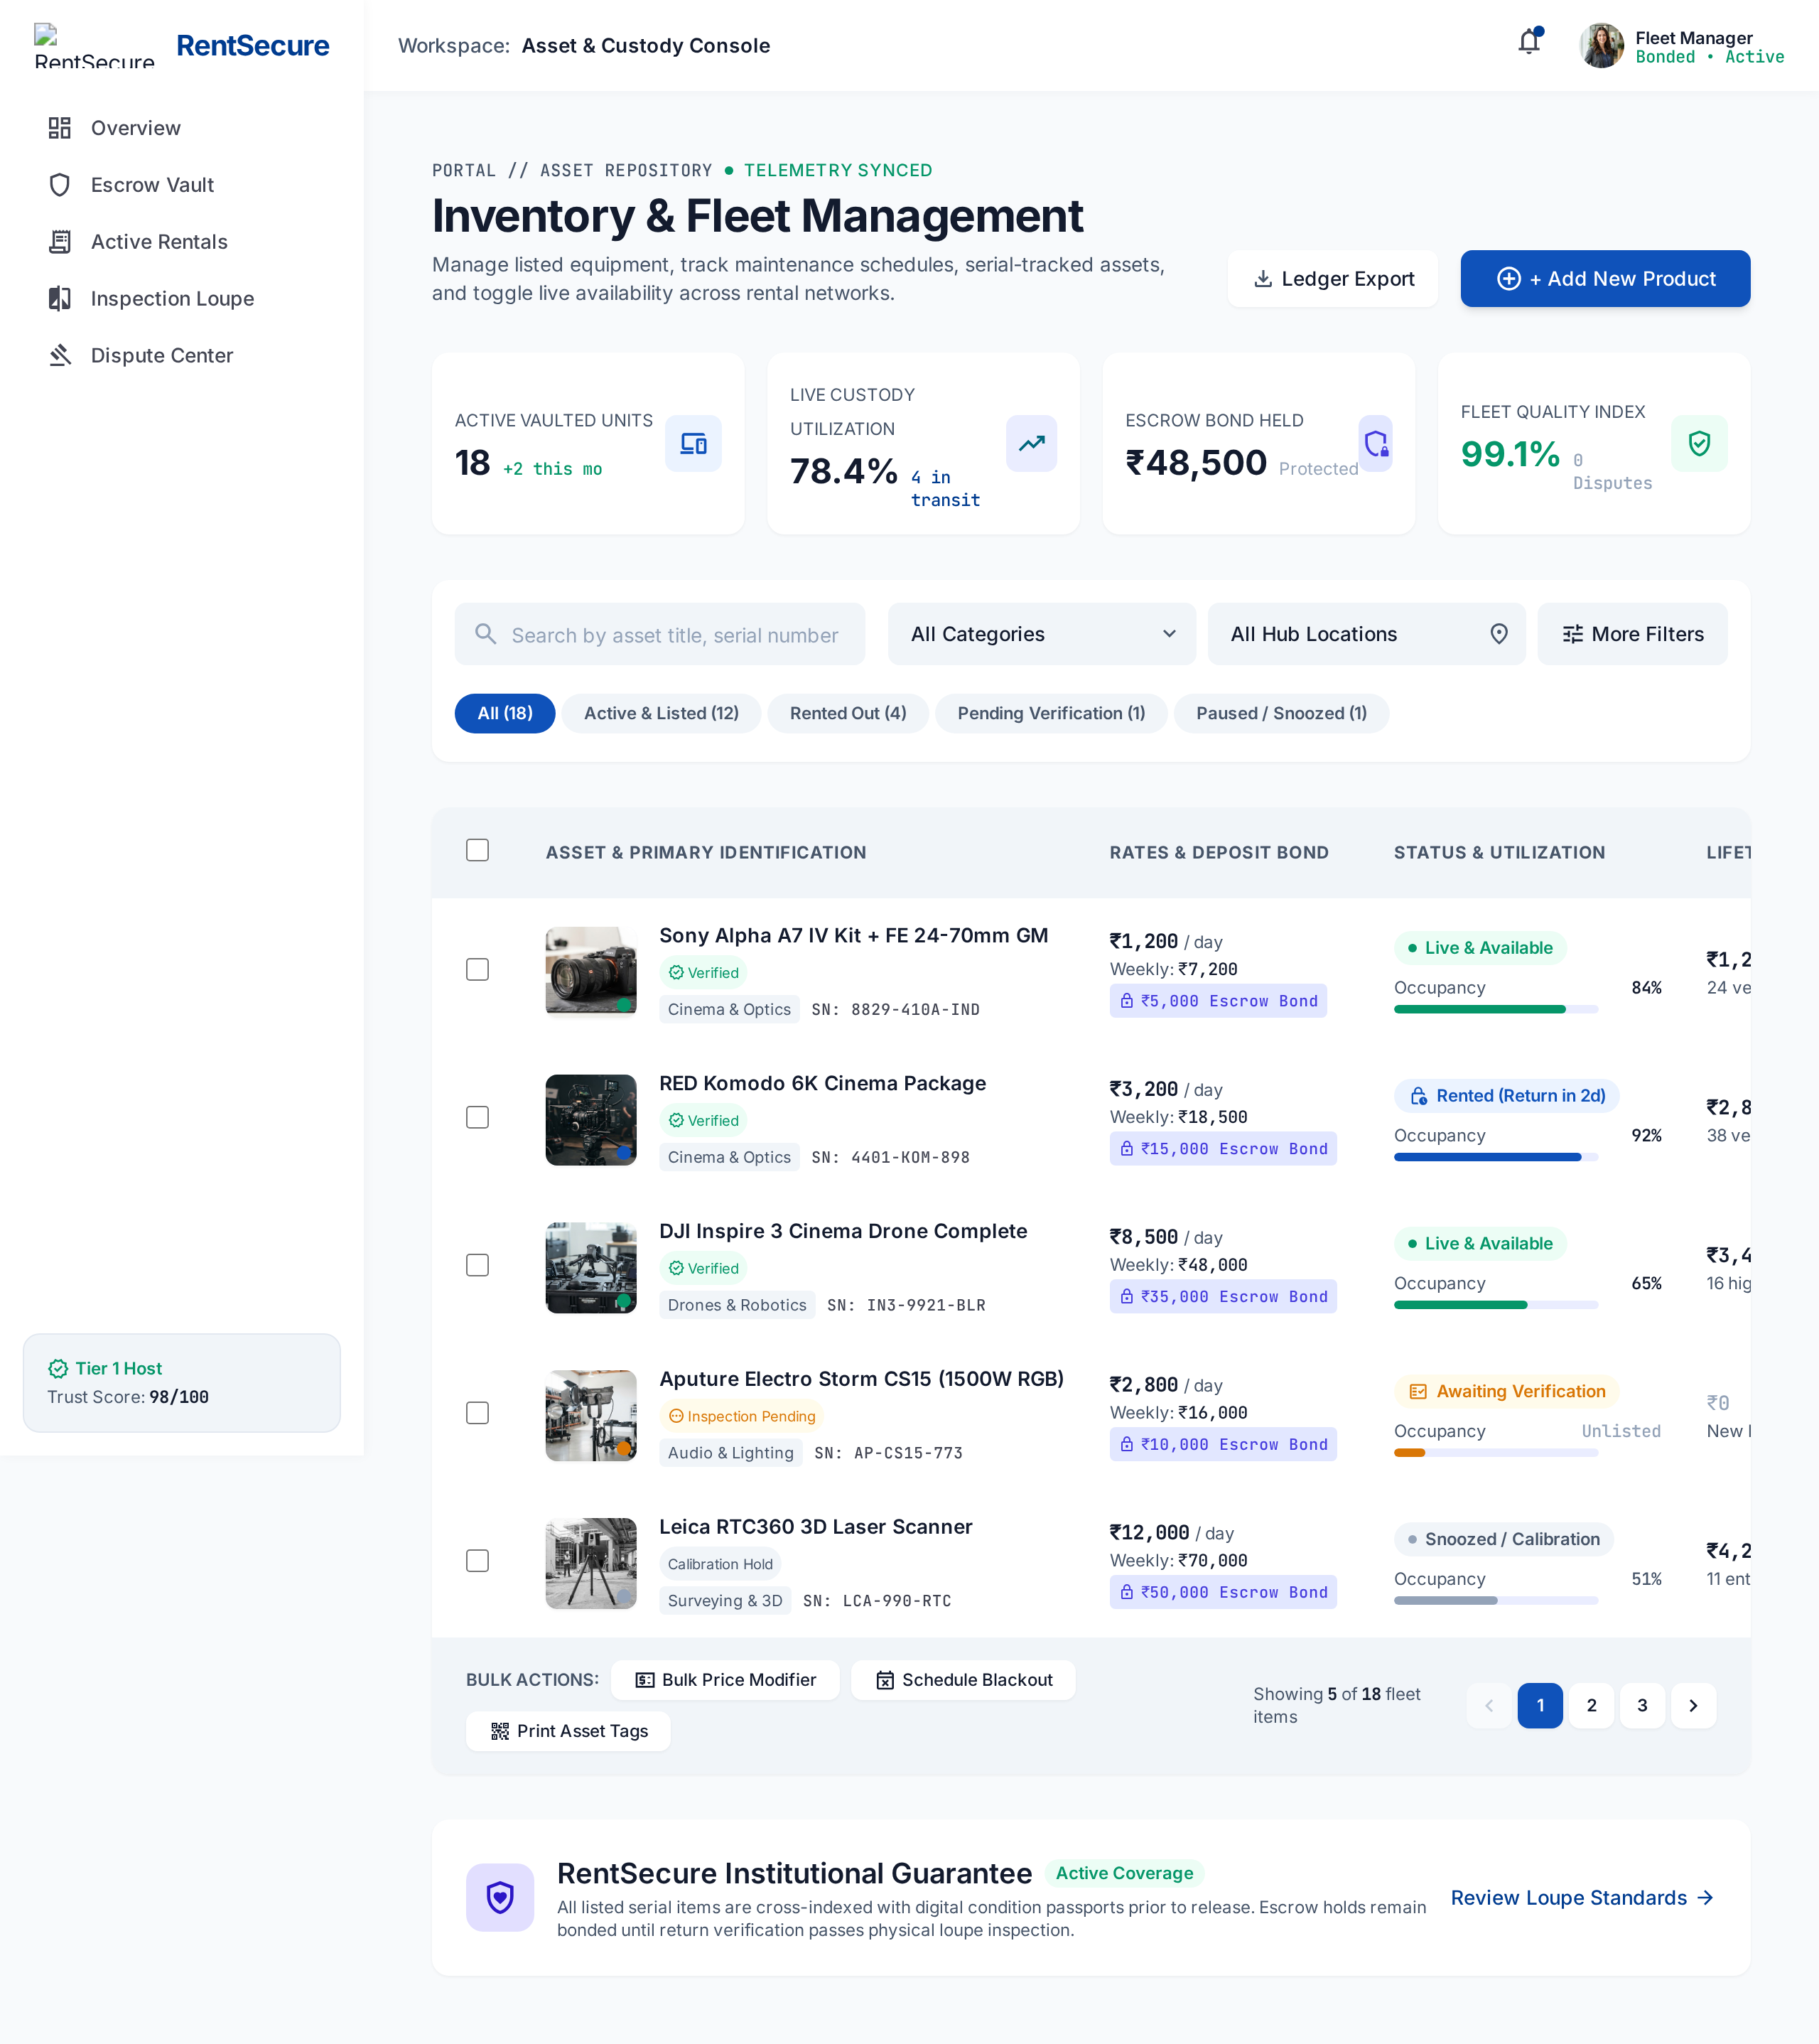 RentSecure
RentSecure
Overview
Escrow Vault
Active Rentals
Inspection Loupe
Dispute Center
Tier 1 Host
Trust Score: 98/100
Workspace: Asset & Custody Console
Fleet Manager
Bonded • Active
PORTAL // ASSET REPOSITORY ● TELEMETRY SYNCED
Inventory & Fleet Management
Manage listed equipment, track maintenance schedules, serial-tracked assets,
and toggle live availability across rental networks.
Ledger Export
+ Add New Product
ACTIVE VAULTED UNITS
18 +2 this mo
LIVE CUSTODY
UTILIZATION
78.4% 4 in
transit
ESCROW BOND HELD
₹48,500 Protected
FLEET QUALITY INDEX
99.1% 0
Disputes
Search by asset title, serial number
All Categories
All Hub Locations
More Filters
All (18)
Active & Listed (12)
Rented Out (4)
Pending Verification (1)
Paused / Snoozed (1)
ASSET & PRIMARY IDENTIFICATION
RATES & DEPOSIT BOND
STATUS & UTILIZATION
LIFET
Sony Alpha A7 IV Kit + FE 24-70mm GM
Verified
Cinema & Optics SN: 8829-410A-IND
₹1,200 / day
Weekly: ₹7,200
₹5,000 Escrow Bond
Live & Available
Occupancy 84%
₹1,2
24 ve
RED Komodo 6K Cinema Package
Verified
Cinema & Optics SN: 4401-KOM-898
₹3,200 / day
Weekly: ₹18,500
₹15,000 Escrow Bond
Rented (Return in 2d)
Occupancy 92%
₹2,8
38 ve
DJI Inspire 3 Cinema Drone Complete
Verified
Drones & Robotics SN: IN3-9921-BLR
₹8,500 / day
Weekly: ₹48,000
₹35,000 Escrow Bond
Live & Available
Occupancy 65%
₹3,4
16 hig
Aputure Electro Storm CS15 (1500W RGB)
Inspection Pending
Audio & Lighting SN: AP-CS15-773
₹2,800 / day
Weekly: ₹16,000
₹10,000 Escrow Bond
Awaiting Verification
Occupancy Unlisted
₹0
New
Leica RTC360 3D Laser Scanner
Calibration Hold
Surveying & 3D SN: LCA-990-RTC
₹12,000 / day
Weekly: ₹70,000
₹50,000 Escrow Bond
Snoozed / Calibration
Occupancy 51%
₹4,2
11 ent
BULK ACTIONS:
Bulk Price Modifier
Schedule Blackout
Print Asset Tags
Showing 5 of 18 fleet
items
1 2 3
RentSecure Institutional Guarantee Active Coverage
All listed serial items are cross-indexed with digital condition passports prior to release. Escrow holds remain
bonded until return verification passes physical loupe inspection.
Review Loupe Standards →